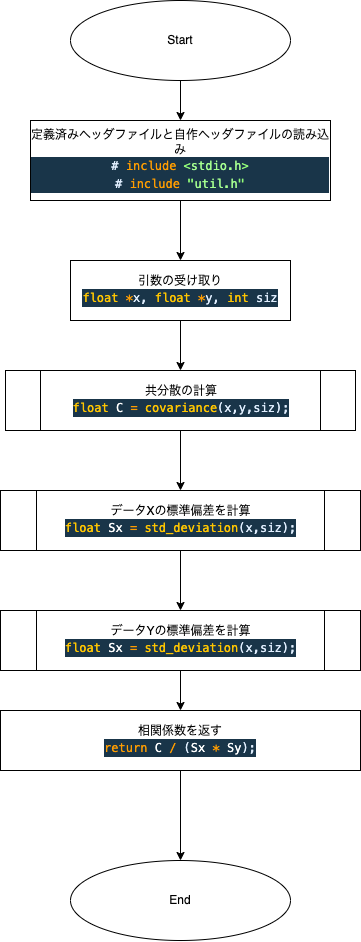 Start
定義済みヘッダファイルと自作ヘッダファイルの読み込
み
# include <stdio.h>
# include "util.h"
引数の受け取り
float *x, float *y, int siz
共分散の計算
float C = covariance(x,y,siz);
データXの標準偏差を計算
float Sx = std_deviation(x,siz);
データYの標準偏差を計算
float Sx = std_deviation(x,siz);
相関係数を返す
return C / (Sx * Sy);
End